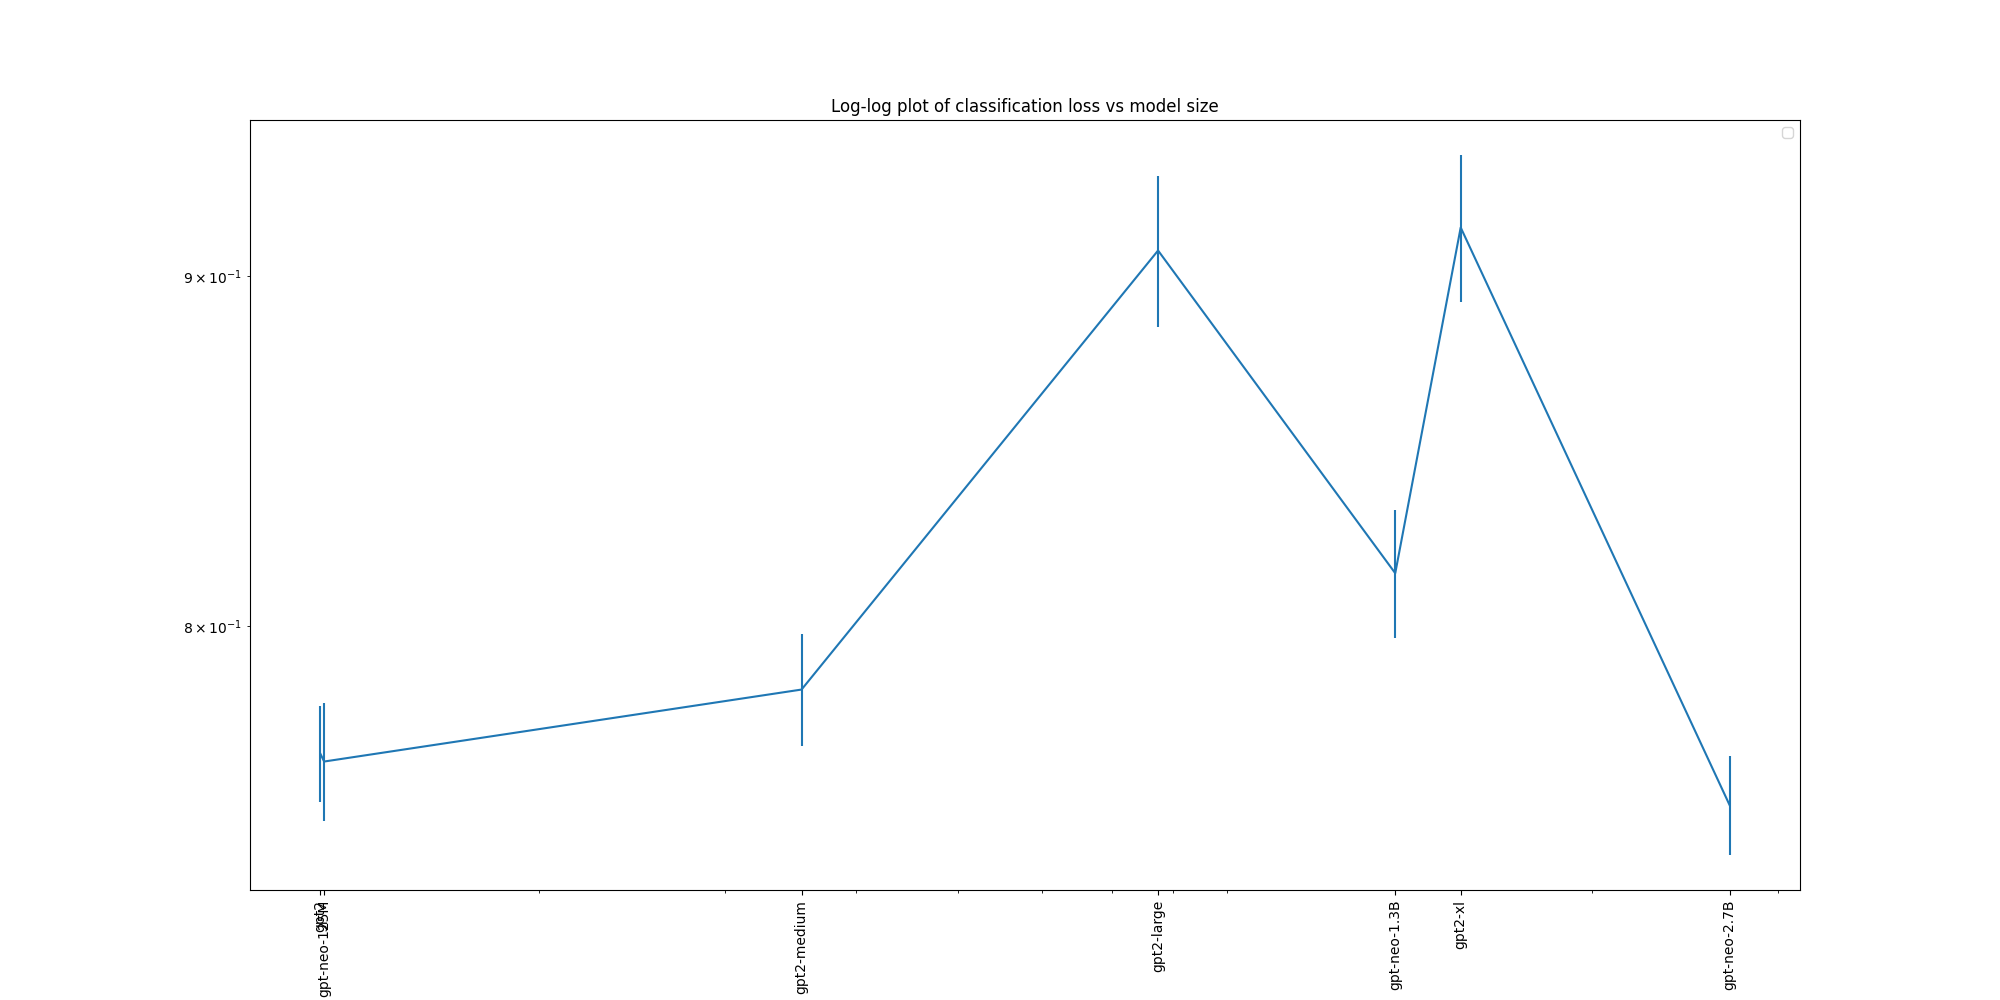 Log-log plot of classification loss vs model size
9 × 10⁻¹
8 × 10⁻¹
gpt2
gpt-neo-125M
gpt2-medium
gpt2-large
gpt-neo-1.3B
gpt2-xl
gpt-neo-2.7B